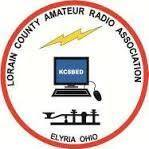 LORAIN COUNTY AMATEUR RADIO ASSOCIATION
KC8BED
ELYRIA OHIO